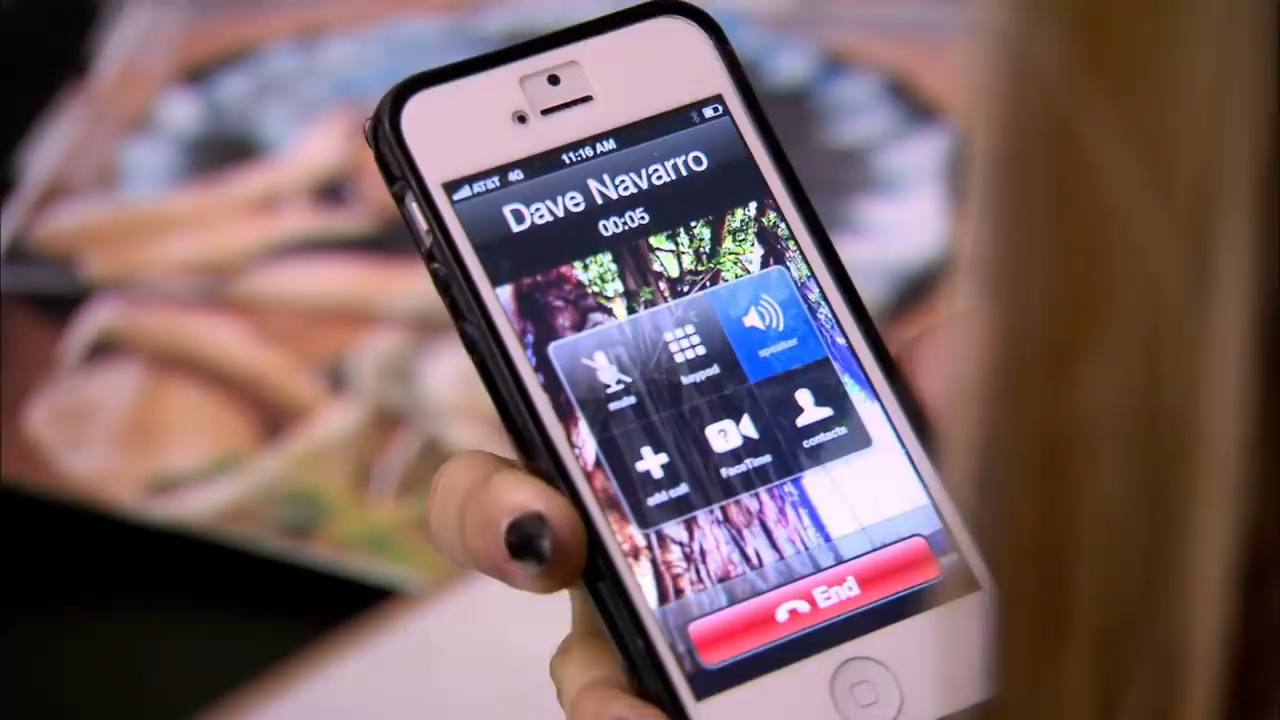 AT&T 4G 11:16 AM
Dave Navarro
00:05
mute keypad speaker
add call FaceTime contacts
End